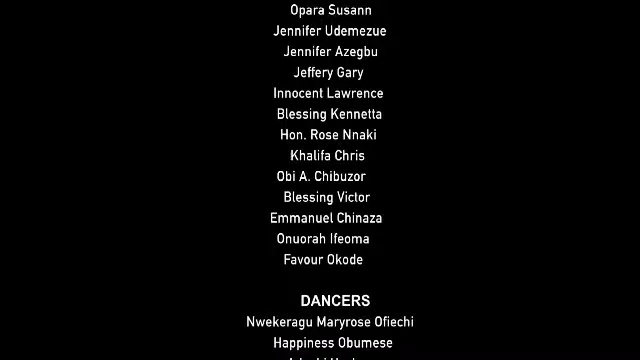 Opara Susann
Jennifer Udemezue
Jennifer Azegbu
Jeffery Gary
Innocent Lawrence
Blessing Kennetta
Hon. Rose Nnaki
Khalifa Chris
Obi A. Chibuzor
Blessing Victor
Emmanuel Chinaza
Onuorah Ifeoma
Favour Okode
DANCERS
Nwekeragu Maryrose Ofiechi
Happiness Obumese